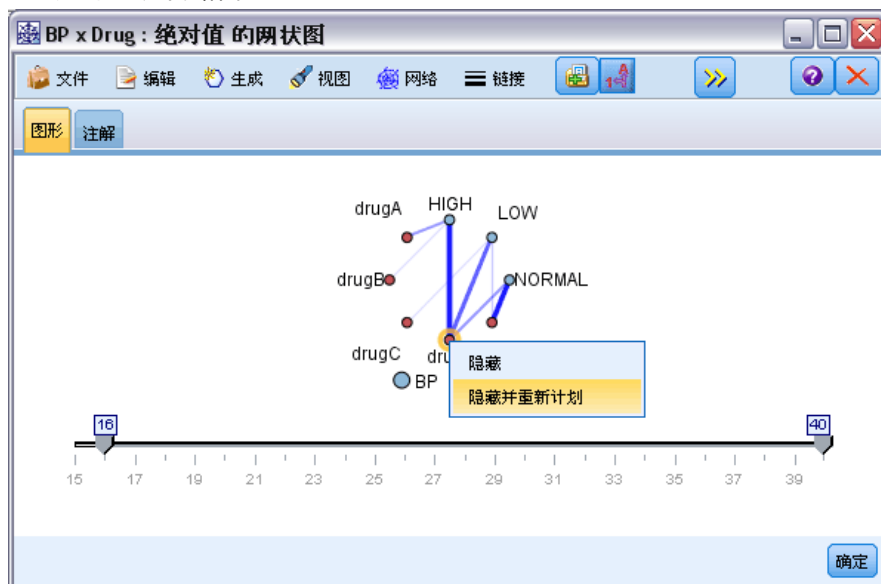 BP x Drug : 绝对值 的网状图
文件 编辑 生成 视图 网络 链接
图形 注解
drugA HIGH LOW
drugB NORMAL
drugC
BP
隐藏
隐藏并重新计划
16 40
15 17 19 21 23 25 27 29 31 33 35 37 39
确定